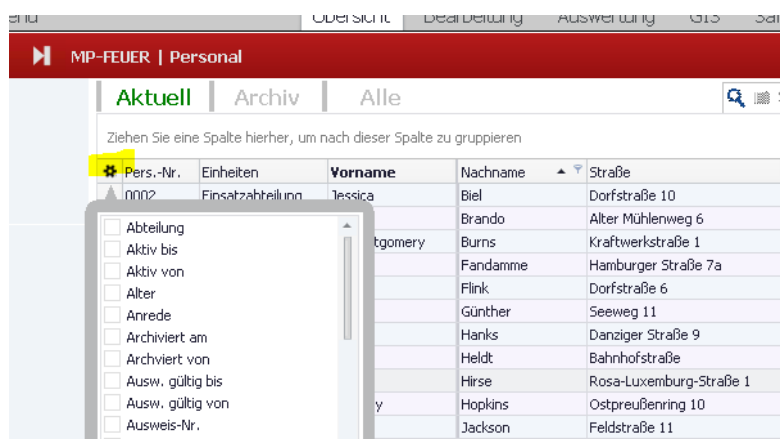 Übersicht Bearbeitung Auswertung GIS
MP-FEUER | Personal
Aktuell Archiv Alle
Ziehen Sie eine Spalte hierher, um nach dieser Spalte zu gruppieren
Pers.-Nr. Einheiten Vorname Nachname Straße
0002 Einsatzabteilung Jessica Biel Dorfstraße 10
Brando Alter Mühlenweg 6
Abteilung tgomery Burns Kraftwerkstraße 1
Aktiv bis Fandamme Hamburger Straße 7a
Aktiv von
Alter Flink Dorfstraße 6
Anrede Günther Seeweg 11
Archiviert am Hanks Danziger Straße 9
Archviert von Heldt Bahnhofstraße
Ausw. gültig bis Hirse Rosa-Luxemburg-Straße 1
Ausw. gültig von y Hopkins Ostpreußenring 10
Ausweis-Nr. Jackson Feldstraße 11